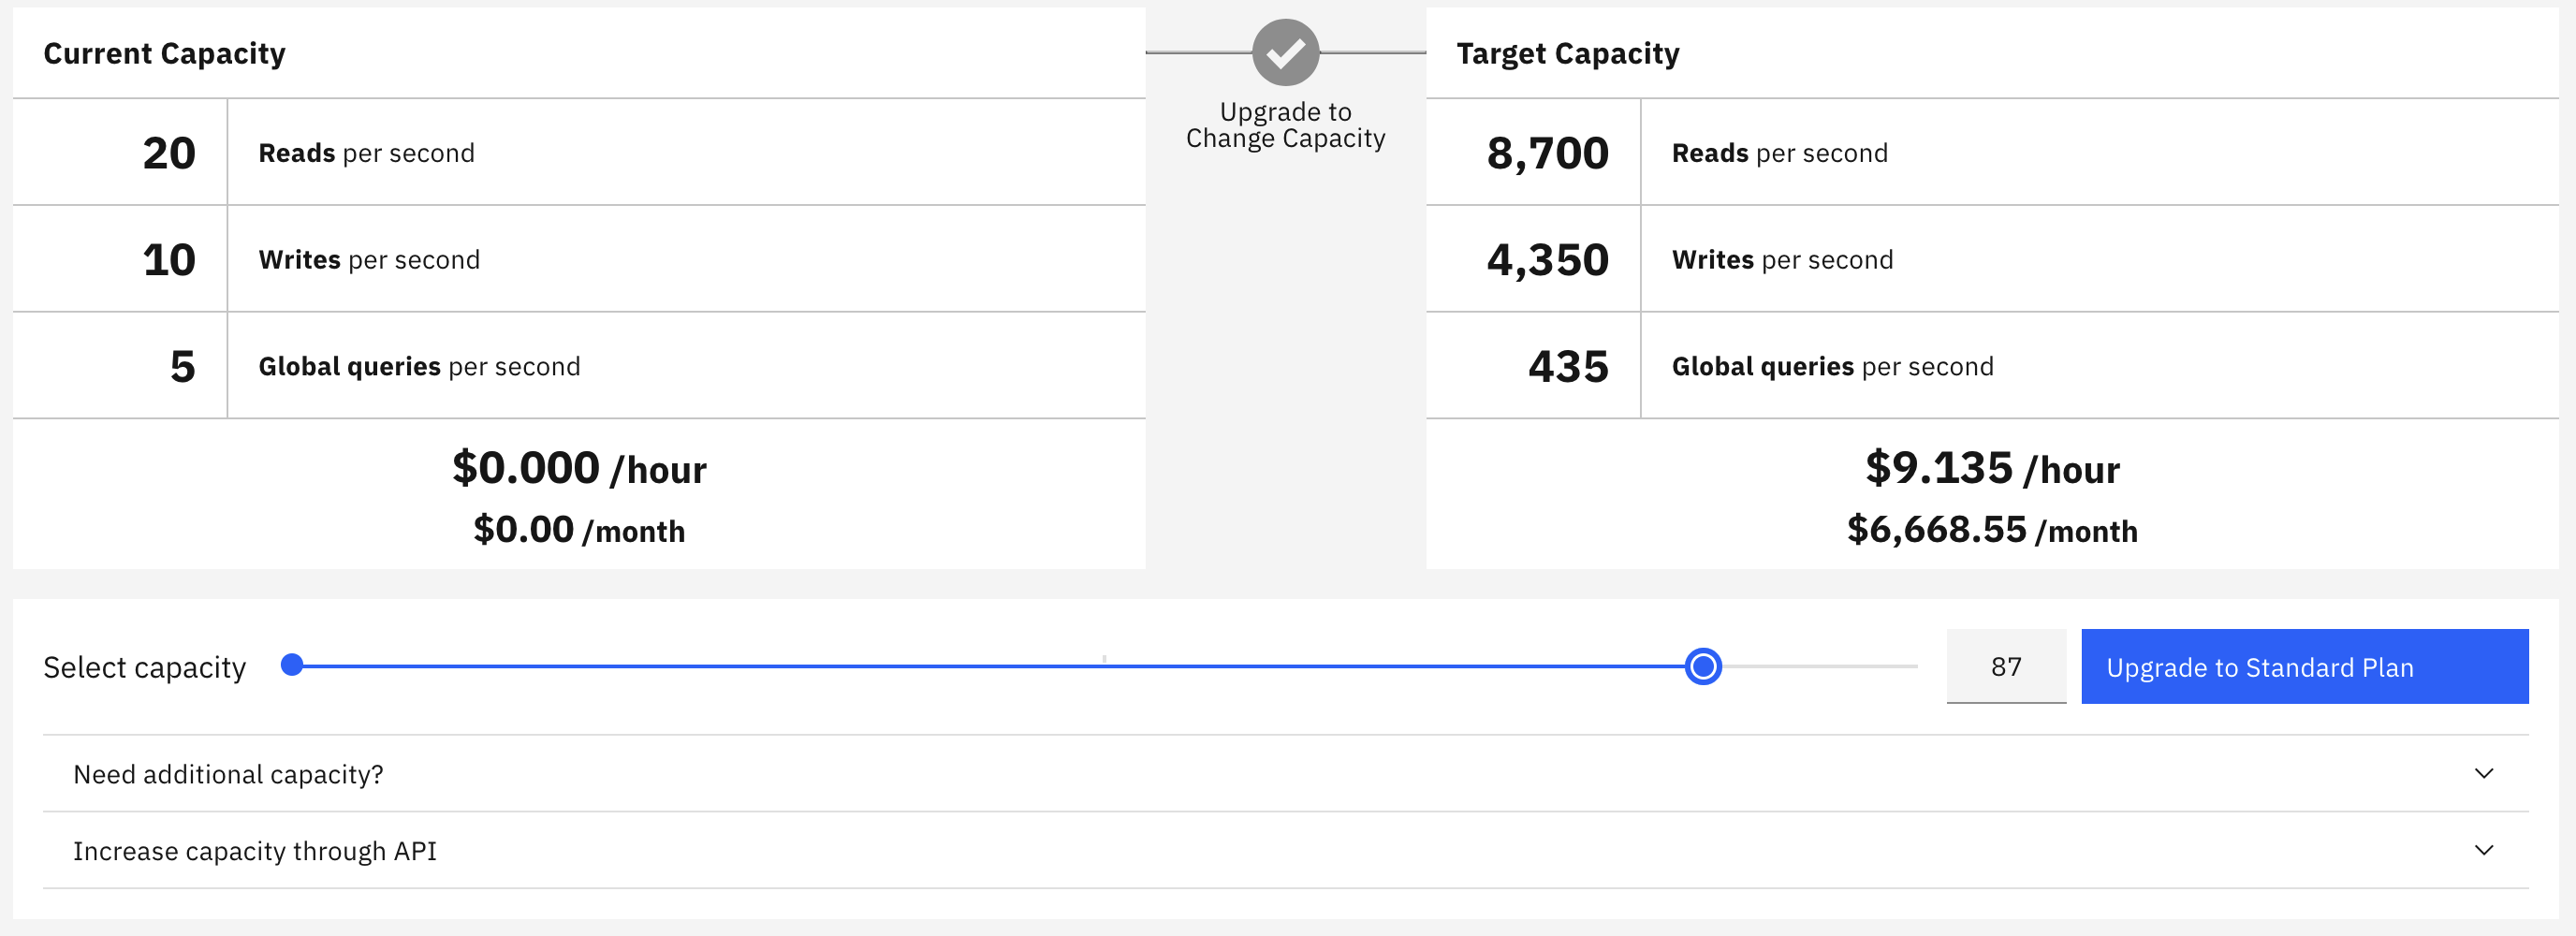 Current Capacity
20 Reads per second
10 Writes per second
5 Global queries per second
$0.000 /hour
$0.00 /month
Upgrade to
Change Capacity
Target Capacity
8,700 Reads per second
4,350 Writes per second
435 Global queries per second
$9.135 /hour
$6,668.55 /month
Select capacity 87 Upgrade to Standard Plan
Need additional capacity?
Increase capacity through API